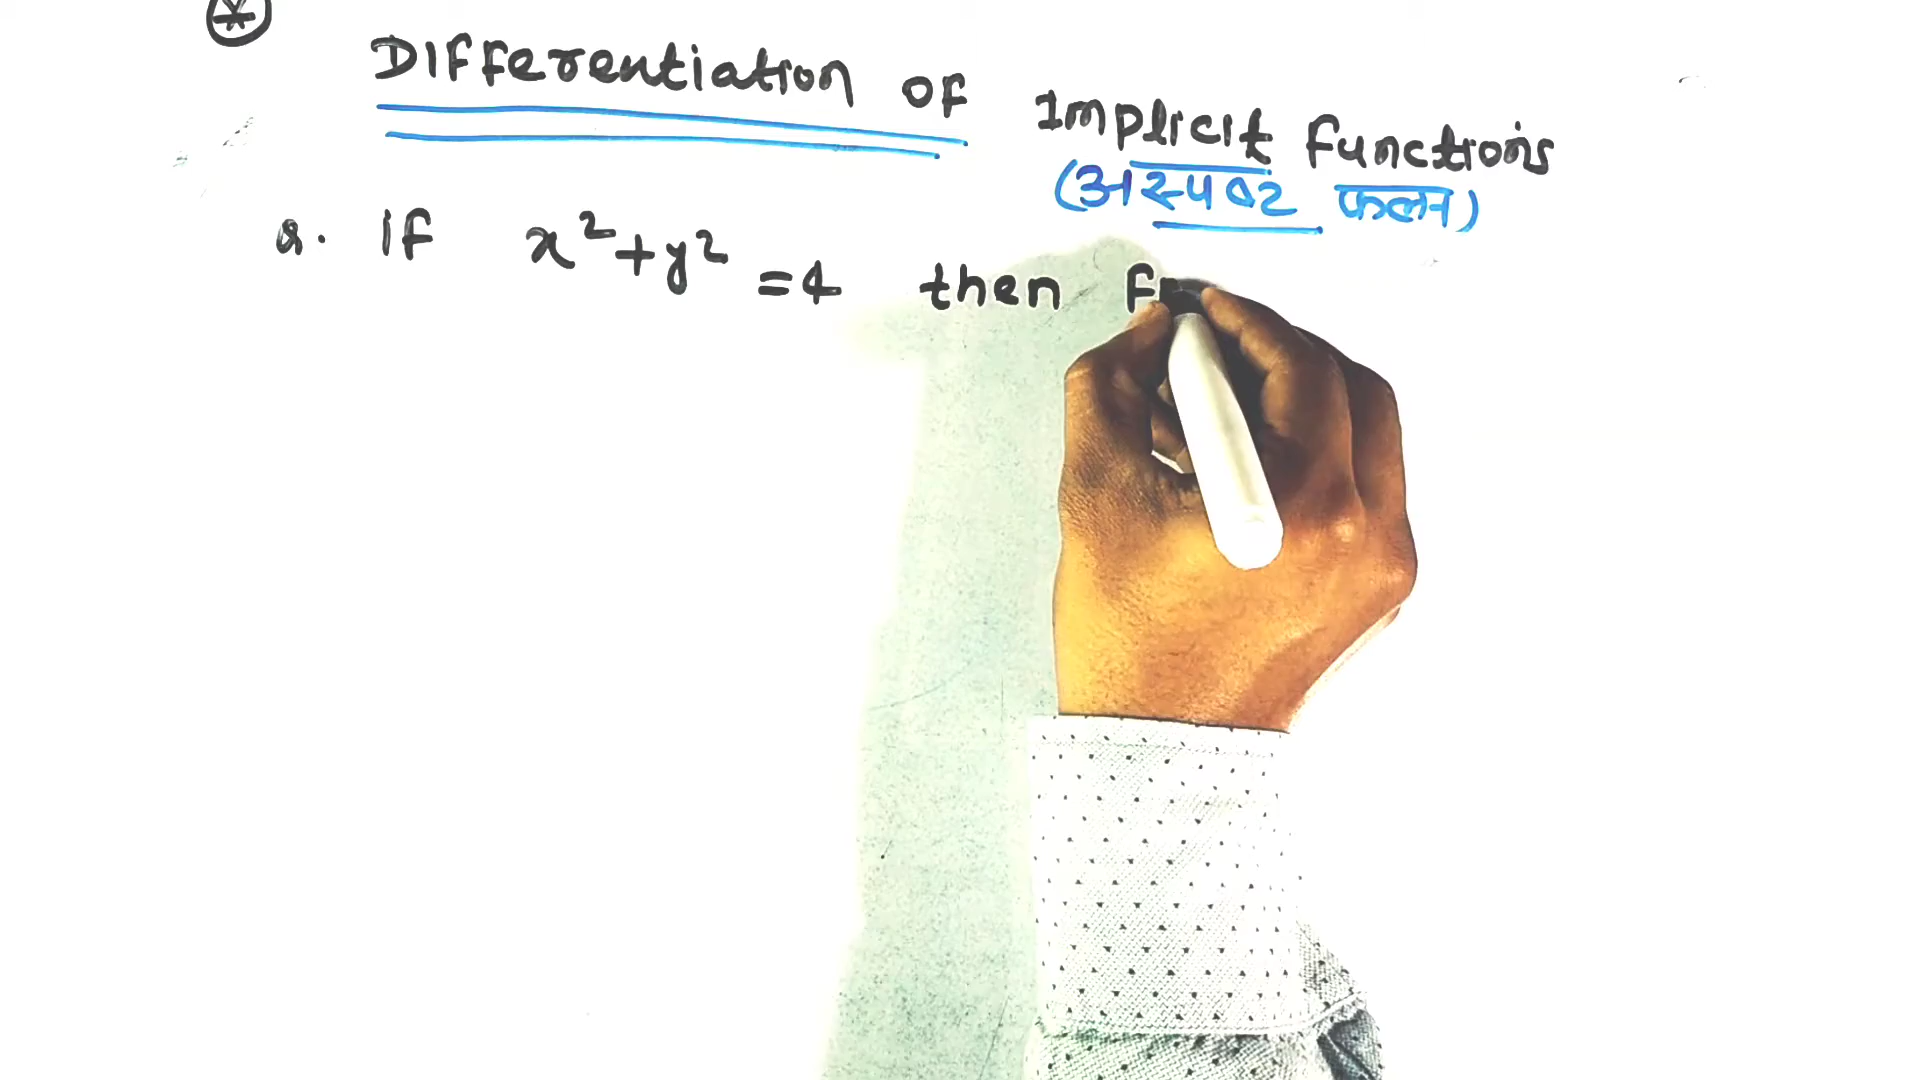 Differentiation of Implicit Functions
(अस्पष्ट फलन)
Q. If x²+y² =4 then